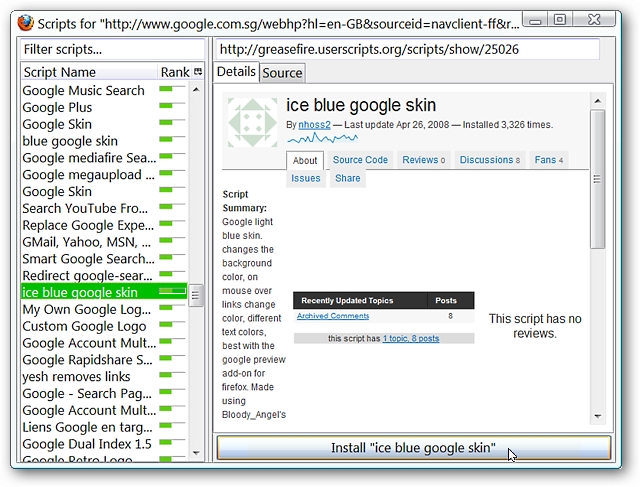 Scripts for "http://www.google.com.sg/webhp?hl=en-GB&sourceid=navclient-ff&r...
Filter scripts...
Script Name Rank
Google Music Search
Google Plus
Google Skin
blue google skin
Google mediafire Sea...
Google megaupload ...
Google Skin
Search YouTube Fro...
Replace Google Expe...
GMail, Yahoo, MSN, ...
Smart Google Search...
Redirect google-sear...
ice blue google skin
My Own Google Log...
Custom Google Logo
Google Account Mult...
Google Rapidshare S...
yesh removes links
Google - Search Pag...
Google Account Mult...
Liens Google en targ...
Google Dual Index 1.5
Google Retro Logo
http://greasefire.userscripts.org/scripts/show/25026
Details Source
ice blue google skin
By nhoss2 — Last update Apr 26, 2008 — Installed 3,326 times.
About Source Code Reviews 0 Discussions 8 Fans 4
Issues Share
Script
Summary:
Google light
blue skin.
changes the
background
color, on
mouse over
links change
color, different
text colors,
best with the
google preview
add-on for
firefox. Made
using
Bloody_Angel's
Recently Updated Topics Posts
Archived Comments 8
this script has 1 topic, 8 posts
This script has no
reviews.
Install "ice blue google skin"